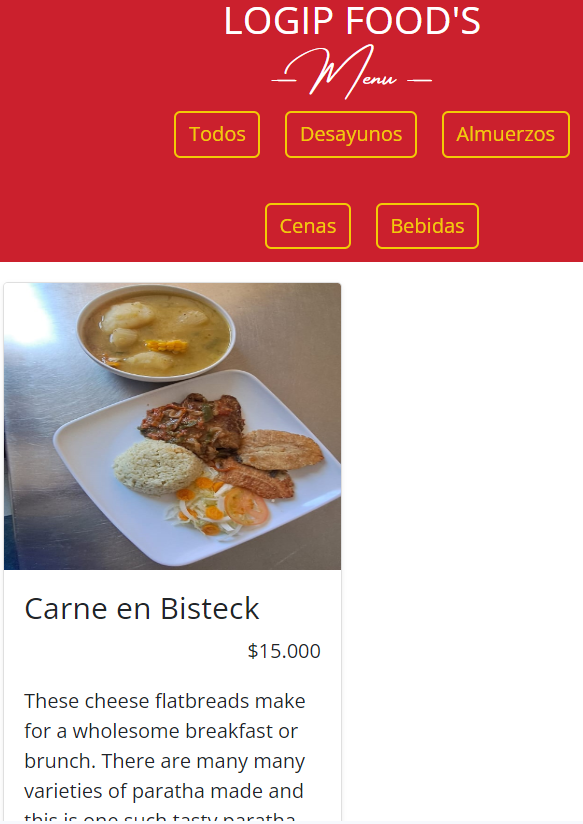 LOGIP FOOD'S
Menu
Todos Desayunos Almuerzos
Cenas Bebidas
Carne en Bisteck
$15.000
These cheese flatbreads make
for a wholesome breakfast or
brunch. There are many many
varieties of paratha made and
this is one such tasty paratha